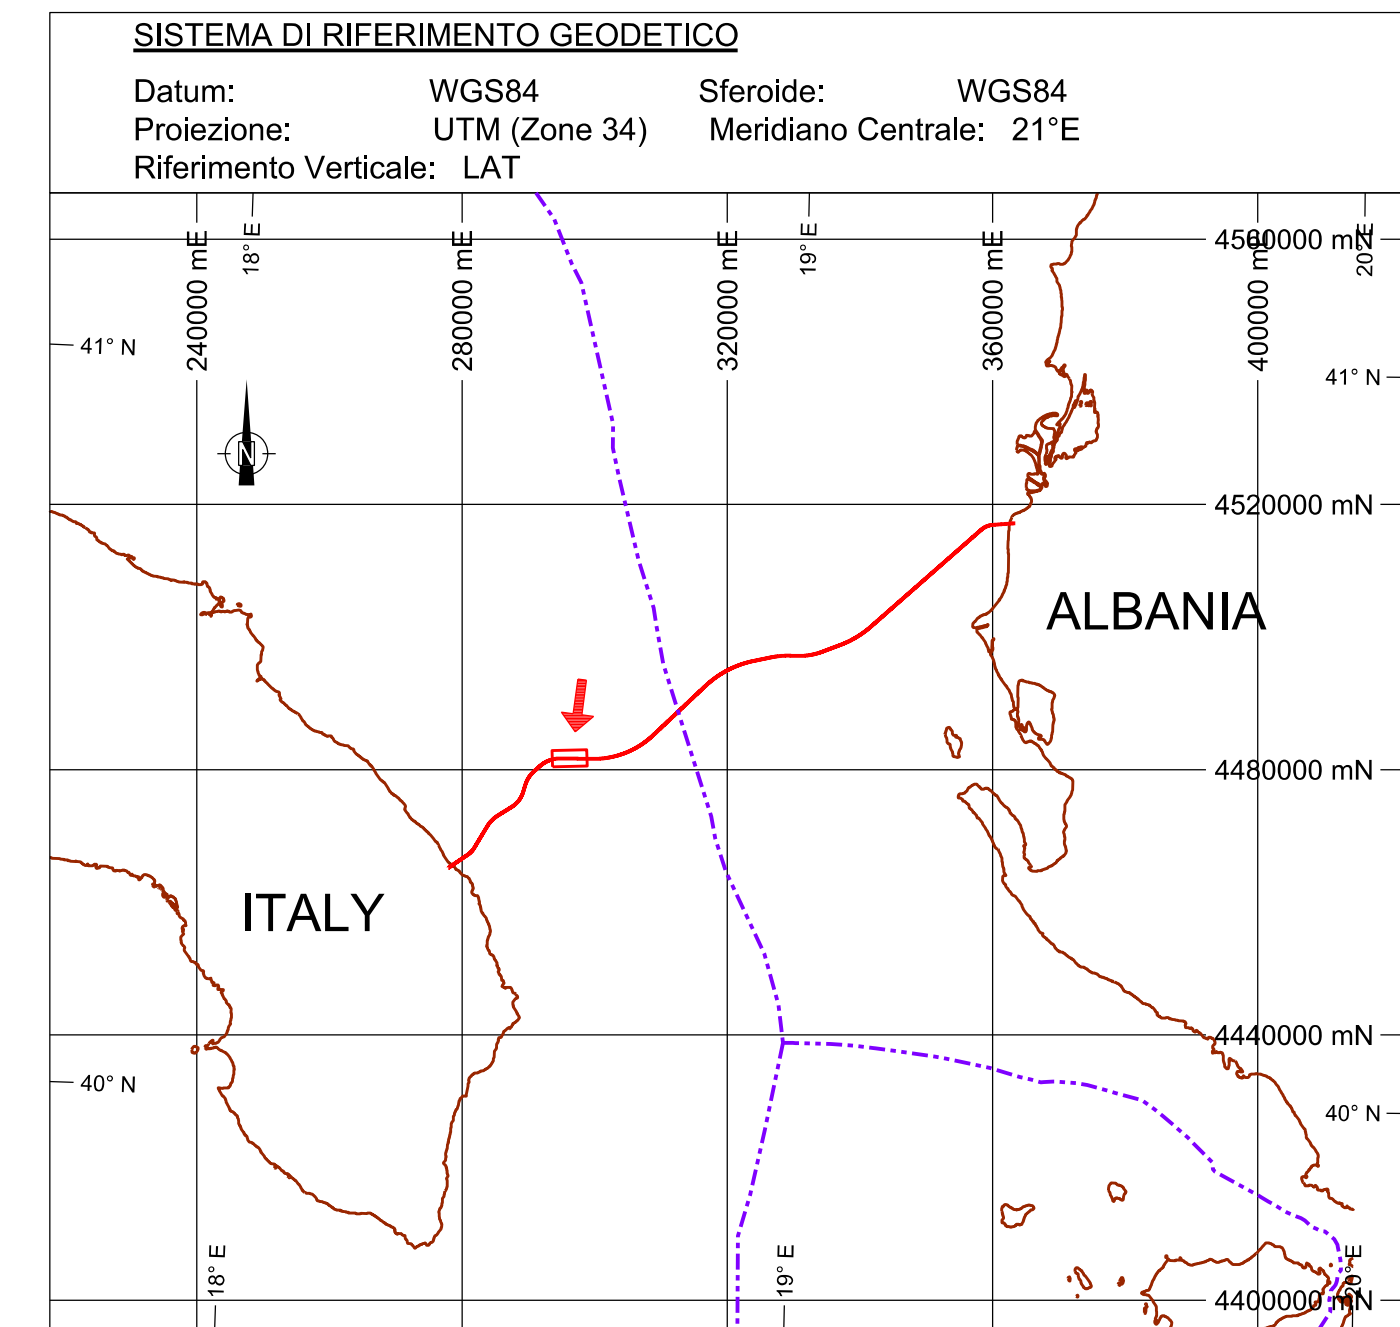 SISTEMA DI RIFERIMENTO GEODETICO
Datum: WGS84 Sferoide: WGS84
Proiezione: UTM (Zone 34) Meridiano Centrale: 21°E
Riferimento Verticale: LAT
240000 mE
18° E
280000 mE
320000 mE
19° E
360000 mE
400000 mE
20° E
4560000 mN
41° N
41° N
N
4520000 mN
ALBANIA
4480000 mN
ITALY
4440000 mN
40° N
40° N
18° E
19° E
20° E
4400000 mN